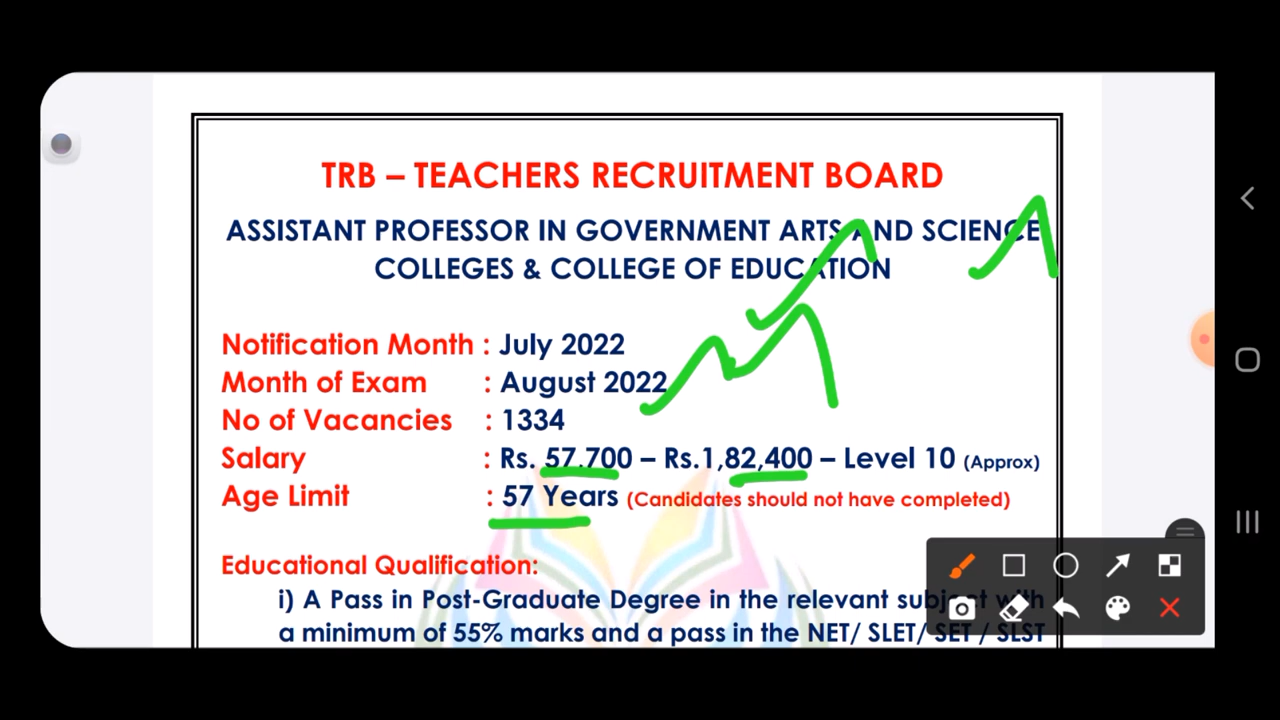 TRB – TEACHERS RECRUITMENT BOARD
ASSISTANT PROFESSOR IN GOVERNMENT ARTS AND SCIENCE
COLLEGES & COLLEGE OF EDUCATION
Notification Month : July 2022
Month of Exam : August 2022
No of Vacancies : 1334
Salary : Rs. 57,700 – Rs.1,82,400 – Level 10 (Approx)
Age Limit : 57 Years (Candidates should not have completed)
Educational Qualification:
i) A Pass in Post-Graduate Degree in the relevant subject with
a minimum of 55% marks and a pass in the NET/ SLET/ SET / SLST